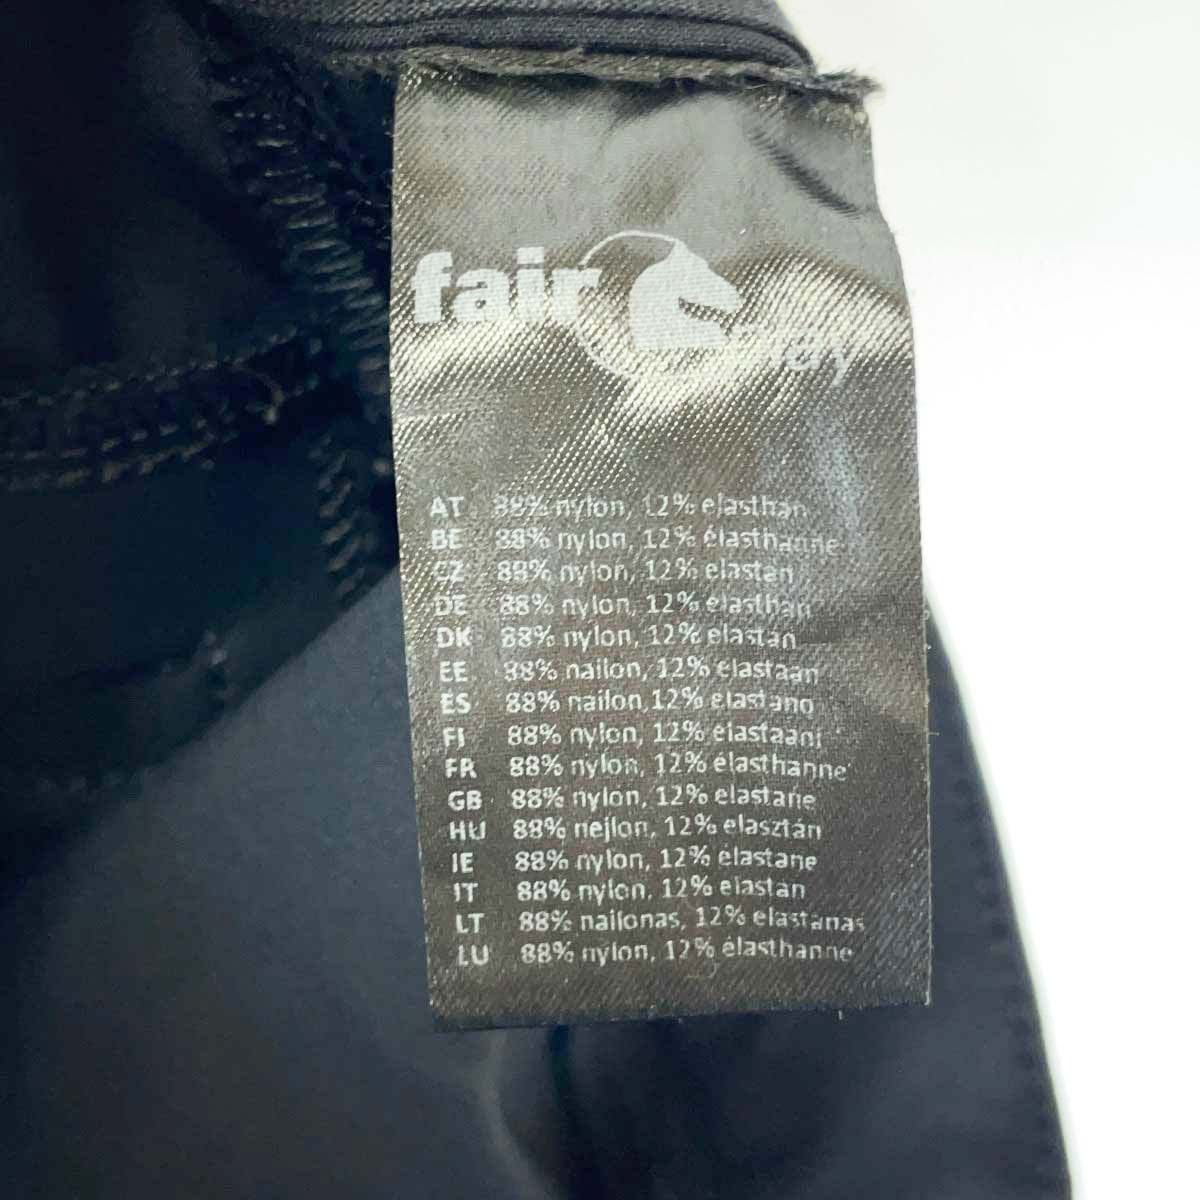 fair
AT 88% nylon, 12% elasthan
BE 88% nylon, 12% élasthanne
CZ 88% nylon, 12% elastan
DE 88% nylon, 12% elasthan
DK 88% nylon, 12% elastan
EE 88% nailon, 12% elastaan
ES 88% nailon, 12% elastano
FI 88% nylon, 12% elastaani
FR 88% nylon, 12% élasthanne
GB 88% nylon, 12% elastane
HU 88% nejlon, 12% elasztán
IE 88% nylon, 12% elastane
IT 88% nylon, 12% elastan
LT 88% nailonas, 12% elastanas
LU 88% nylon, 12% élasthanne